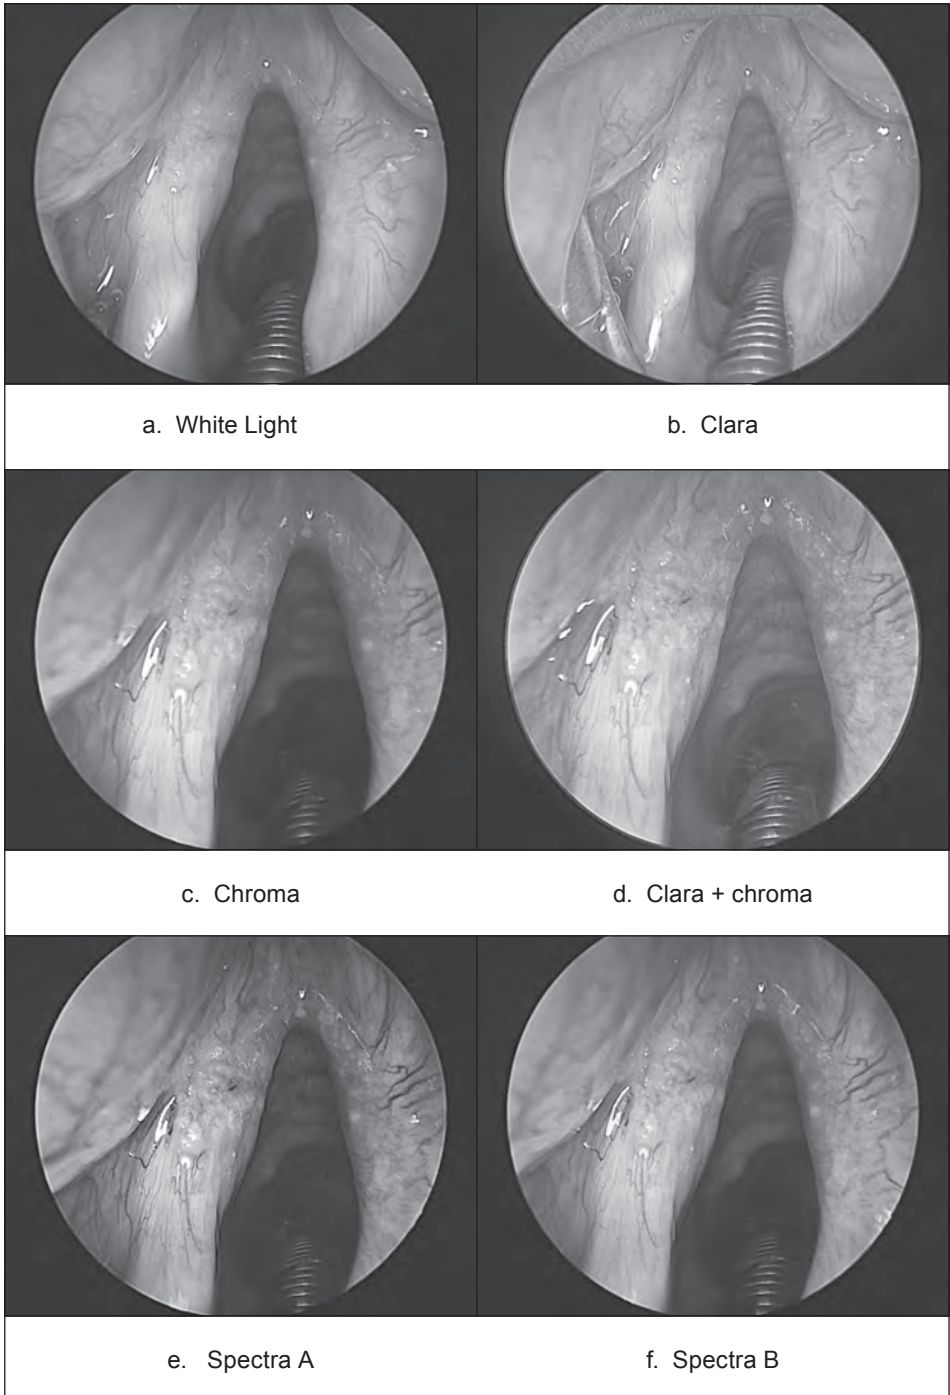 a. White Light
b. Clara
c. Chroma
d. Clara + chroma
e. Spectra A
f. Spectra B